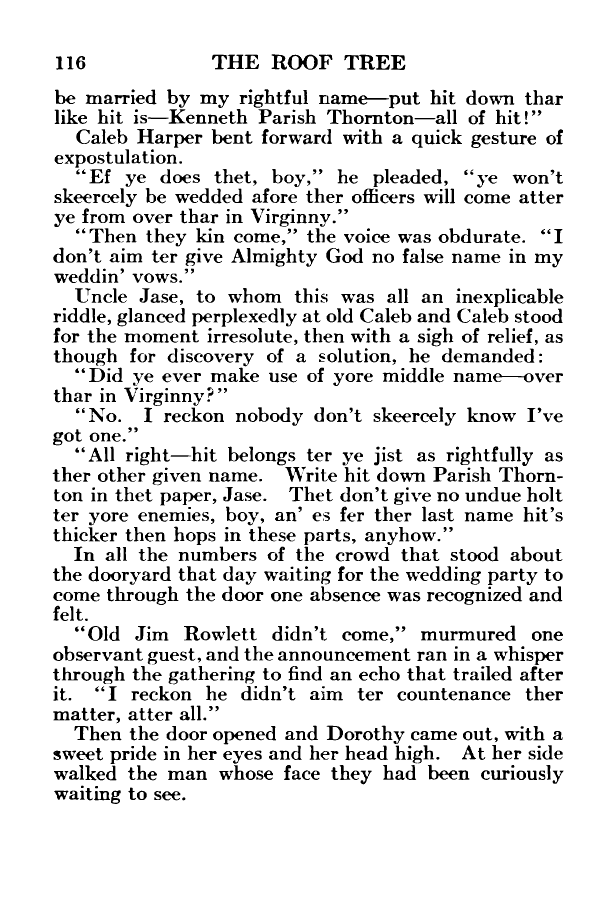 116 THE ROOF TREE
be married by my rightful name—put hit down thar
like hit is—Kenneth Parish Thornton—all of hit!”
Caleb Harper bent forward with a quick gesture of
expostulation.
“Ef ye does thet, boy,” he pleaded, “ye won’t
skeercely be wedded afore ther officers will come atter
ye from over thar in Virginny.”
“Then they kin come,” the voice was obdurate. “I
don’t aim ter give Almighty God no false name in my
weddin’ vows.”
Uncle Jase, to whom this was all an inexplicable
riddle, glanced perplexedly at old Caleb and Caleb stood
for the moment irresolute, then with a sigh of relief, as
though for discovery of a solution, he demanded:
“Did ye ever make use of yore middle name—over
thar in Virginny?”
“No. I reckon nobody don’t skeercely know I’ve
got one.”
“All right—hit belongs ter ye jist as rightfully as
ther other given name. Write hit down Parish Thorn-
ton in thet paper, Jase. Thet don’t give no undue holt
ter yore enemies, boy, an’ es fer ther last name hit’s
thicker then hops in these parts, anyhow.”
In all the numbers of the crowd that stood about
the dooryard that day waiting for the wedding party to
come through the door one absence was recognized and
felt.
“Old Jim Rowlett didn’t come,” murmured one
observant guest, and the announcement ran in a whisper
through the gathering to find an echo that trailed after
it. “I reckon he didn’t aim ter countenance ther
matter, atter all.”
Then the door opened and Dorothy came out, with a
sweet pride in her eyes and her head high. At her side
walked the man whose face they had been curiously
waiting to see.